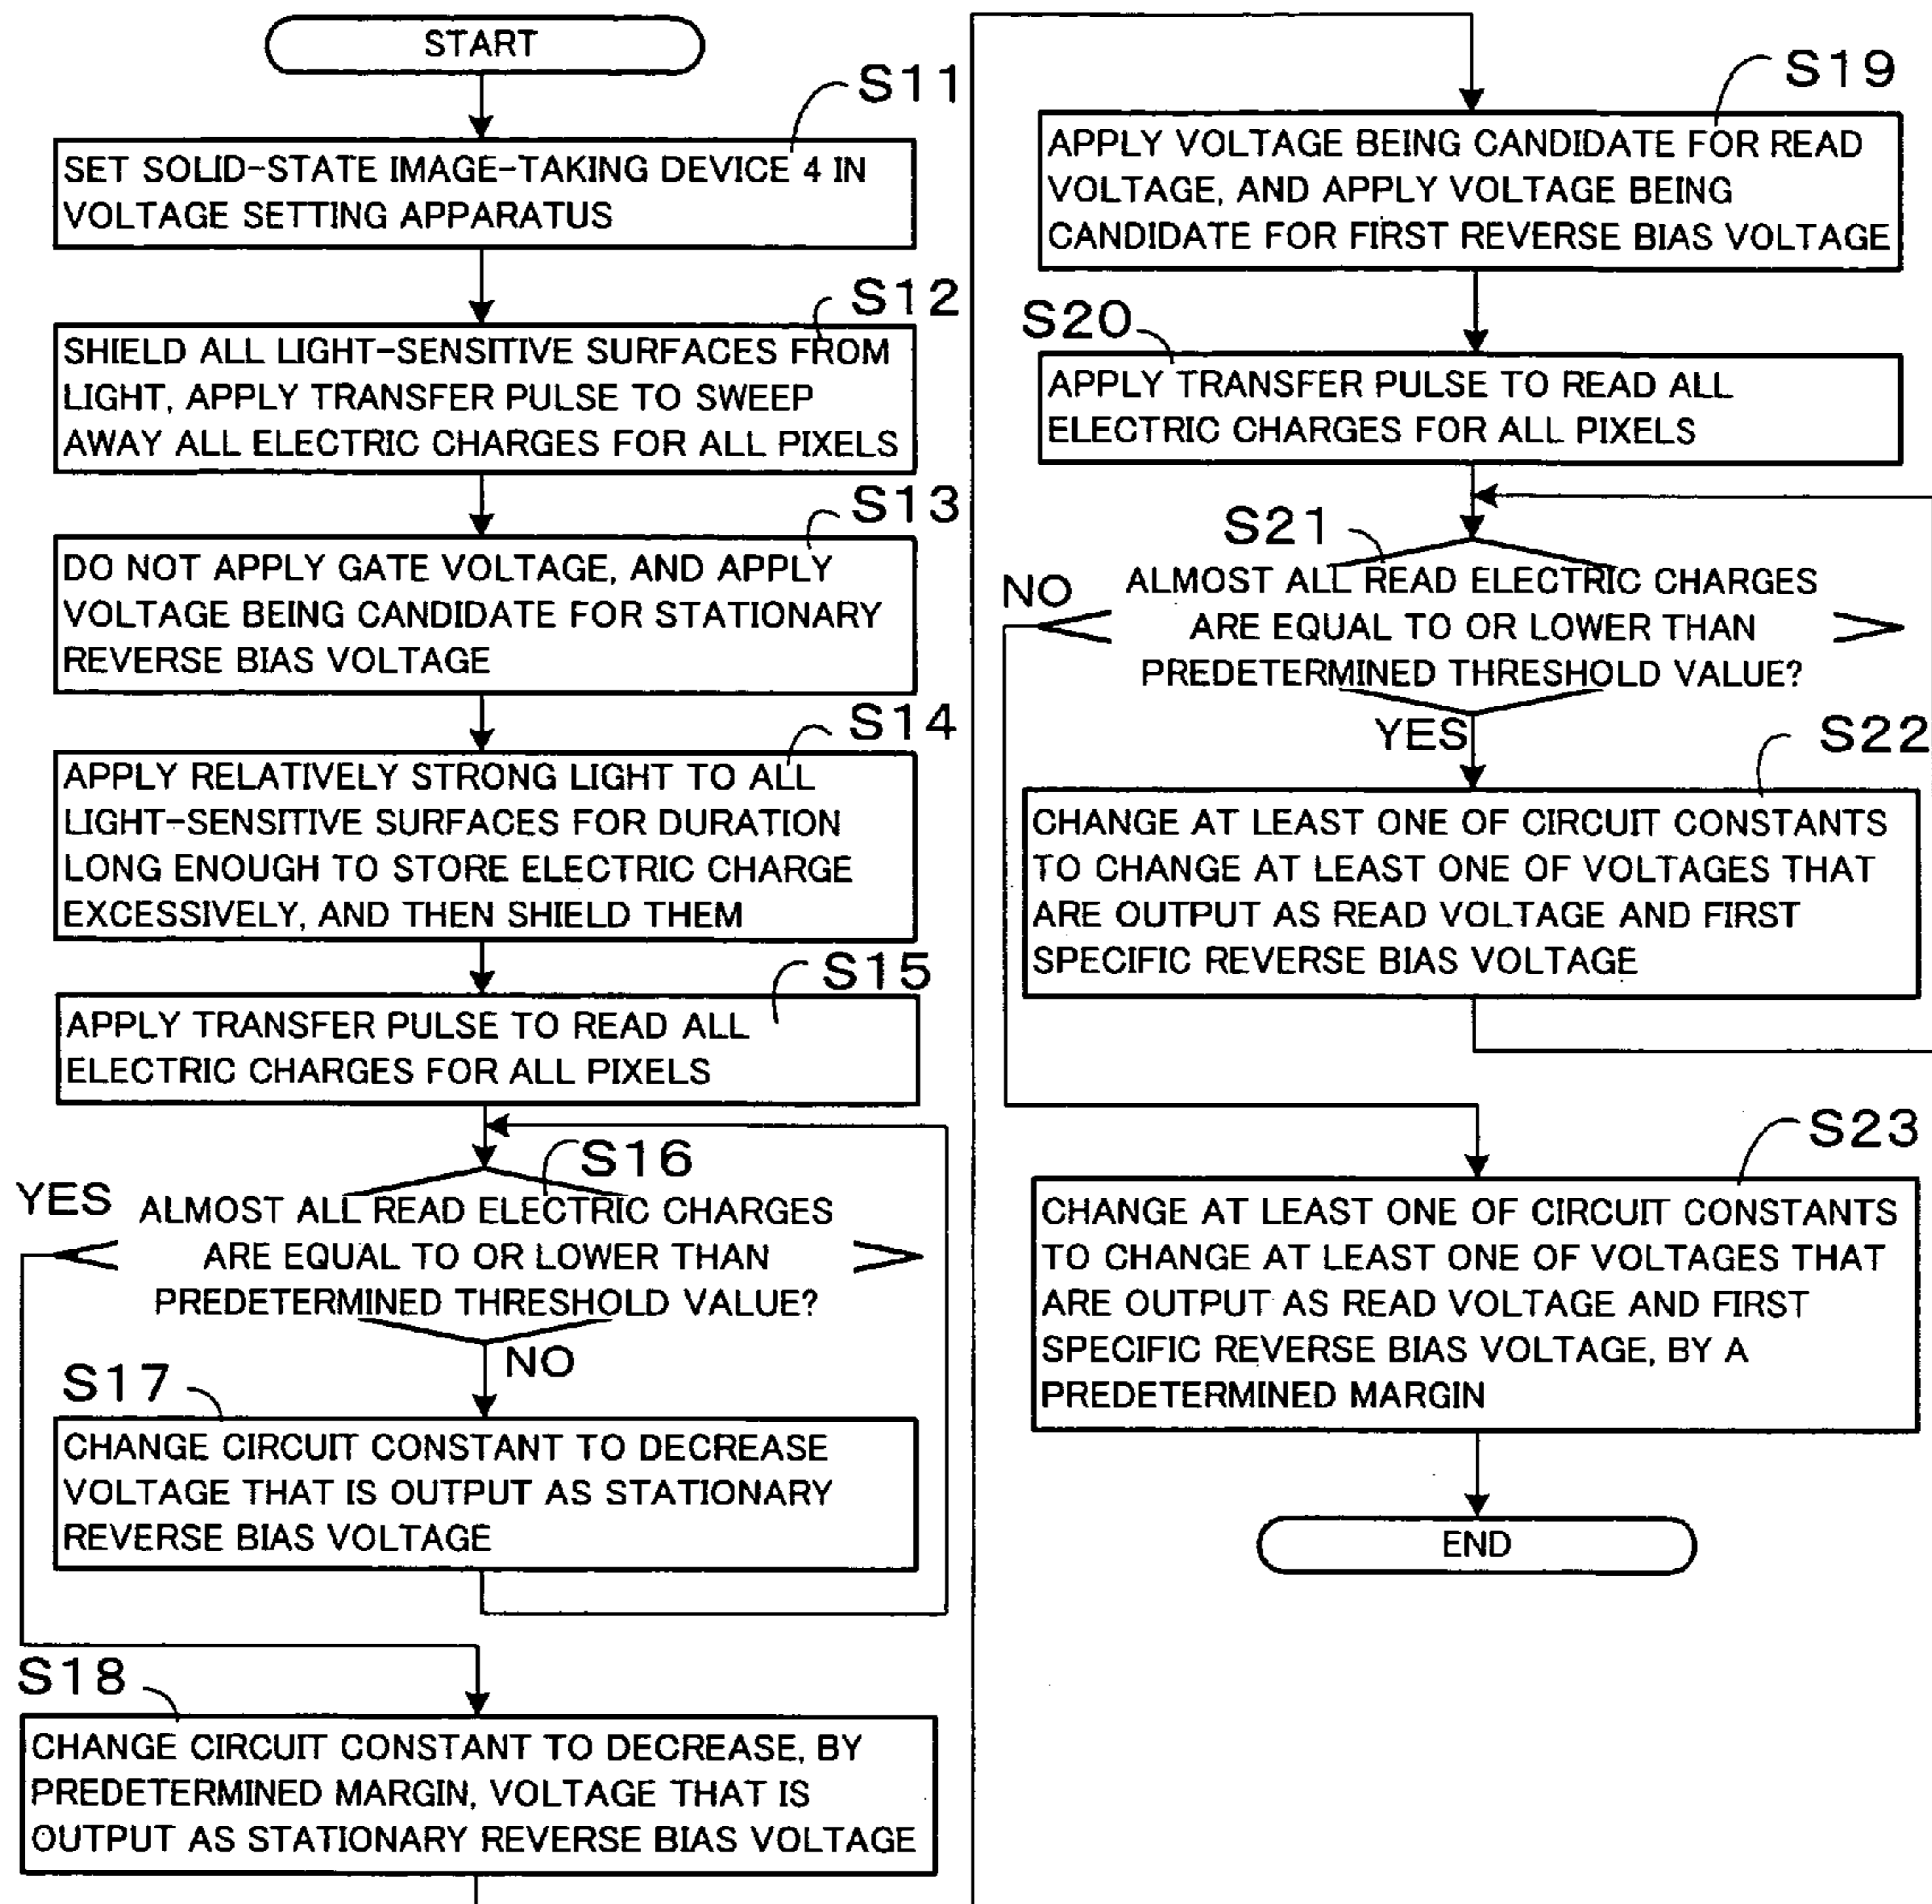 START
S11
SET SOLID-STATE IMAGE-TAKING DEVICE 4 IN
VOLTAGE SETTING APPARATUS
S12
SHIELD ALL LIGHT-SENSITIVE SURFACES FROM
LIGHT, APPLY TRANSFER PULSE TO SWEEP
AWAY ALL ELECTRIC CHARGES FOR ALL PIXELS
S13
DO NOT APPLY GATE VOLTAGE, AND APPLY
VOLTAGE BEING CANDIDATE FOR STATIONARY
REVERSE BIAS VOLTAGE
S14
APPLY RELATIVELY STRONG LIGHT TO ALL
LIGHT-SENSITIVE SURFACES FOR DURATION
LONG ENOUGH TO STORE ELECTRIC CHARGE
EXCESSIVELY, AND THEN SHIELD THEM
S15
APPLY TRANSFER PULSE TO READ ALL
ELECTRIC CHARGES FOR ALL PIXELS
S16
YES
ALMOST ALL READ ELECTRIC CHARGES
ARE EQUAL TO OR LOWER THAN
PREDETERMINED THRESHOLD VALUE?
NO
S17
CHANGE CIRCUIT CONSTANT TO DECREASE
VOLTAGE THAT IS OUTPUT AS STATIONARY
REVERSE BIAS VOLTAGE
S18
CHANGE CIRCUIT CONSTANT TO DECREASE, BY
PREDETERMINED MARGIN, VOLTAGE THAT IS
OUTPUT AS STATIONARY REVERSE BIAS VOLTAGE
S19
APPLY VOLTAGE BEING CANDIDATE FOR READ
VOLTAGE, AND APPLY VOLTAGE BEING
CANDIDATE FOR FIRST REVERSE BIAS VOLTAGE
S20
APPLY TRANSFER PULSE TO READ ALL
ELECTRIC CHARGES FOR ALL PIXELS
S21
NO
ALMOST ALL READ ELECTRIC CHARGES
ARE EQUAL TO OR LOWER THAN
PREDETERMINED THRESHOLD VALUE?
YES
S22
CHANGE AT LEAST ONE OF CIRCUIT CONSTANTS
TO CHANGE AT LEAST ONE OF VOLTAGES THAT
ARE OUTPUT AS READ VOLTAGE AND FIRST
SPECIFIC REVERSE BIAS VOLTAGE
S23
CHANGE AT LEAST ONE OF CIRCUIT CONSTANTS
TO CHANGE AT LEAST ONE OF VOLTAGES THAT
ARE OUTPUT AS READ VOLTAGE AND FIRST
SPECIFIC REVERSE BIAS VOLTAGE, BY A
PREDETERMINED MARGIN
END